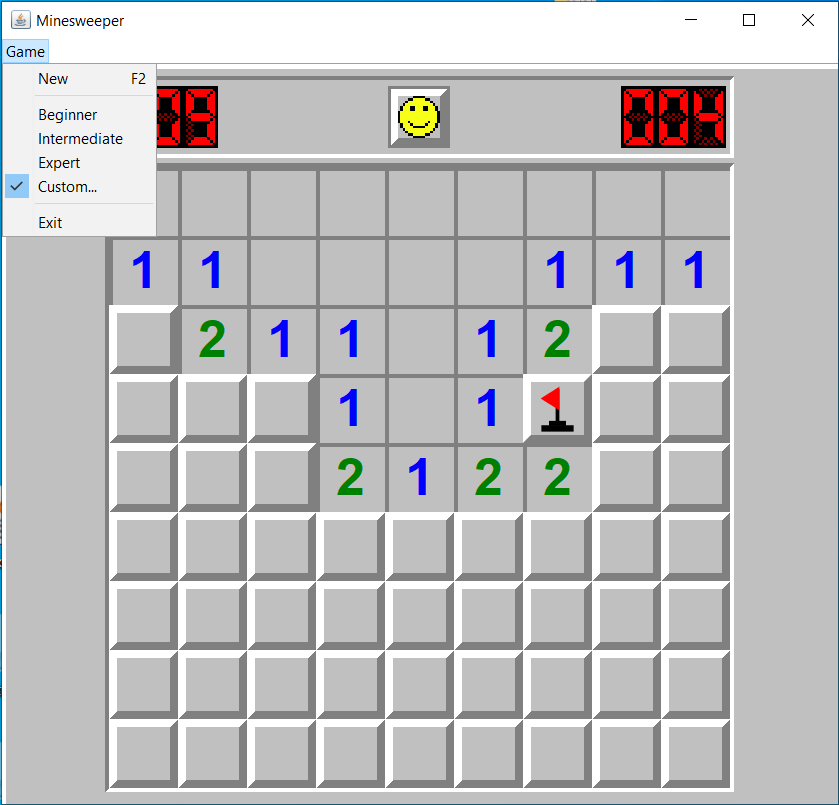 Minesweeper
Game
New F2
Beginner
Intermediate
Expert
Custom...
Exit
004
1 1 1 1 1
2 1 1 1 2
1 1
2 1 2 2